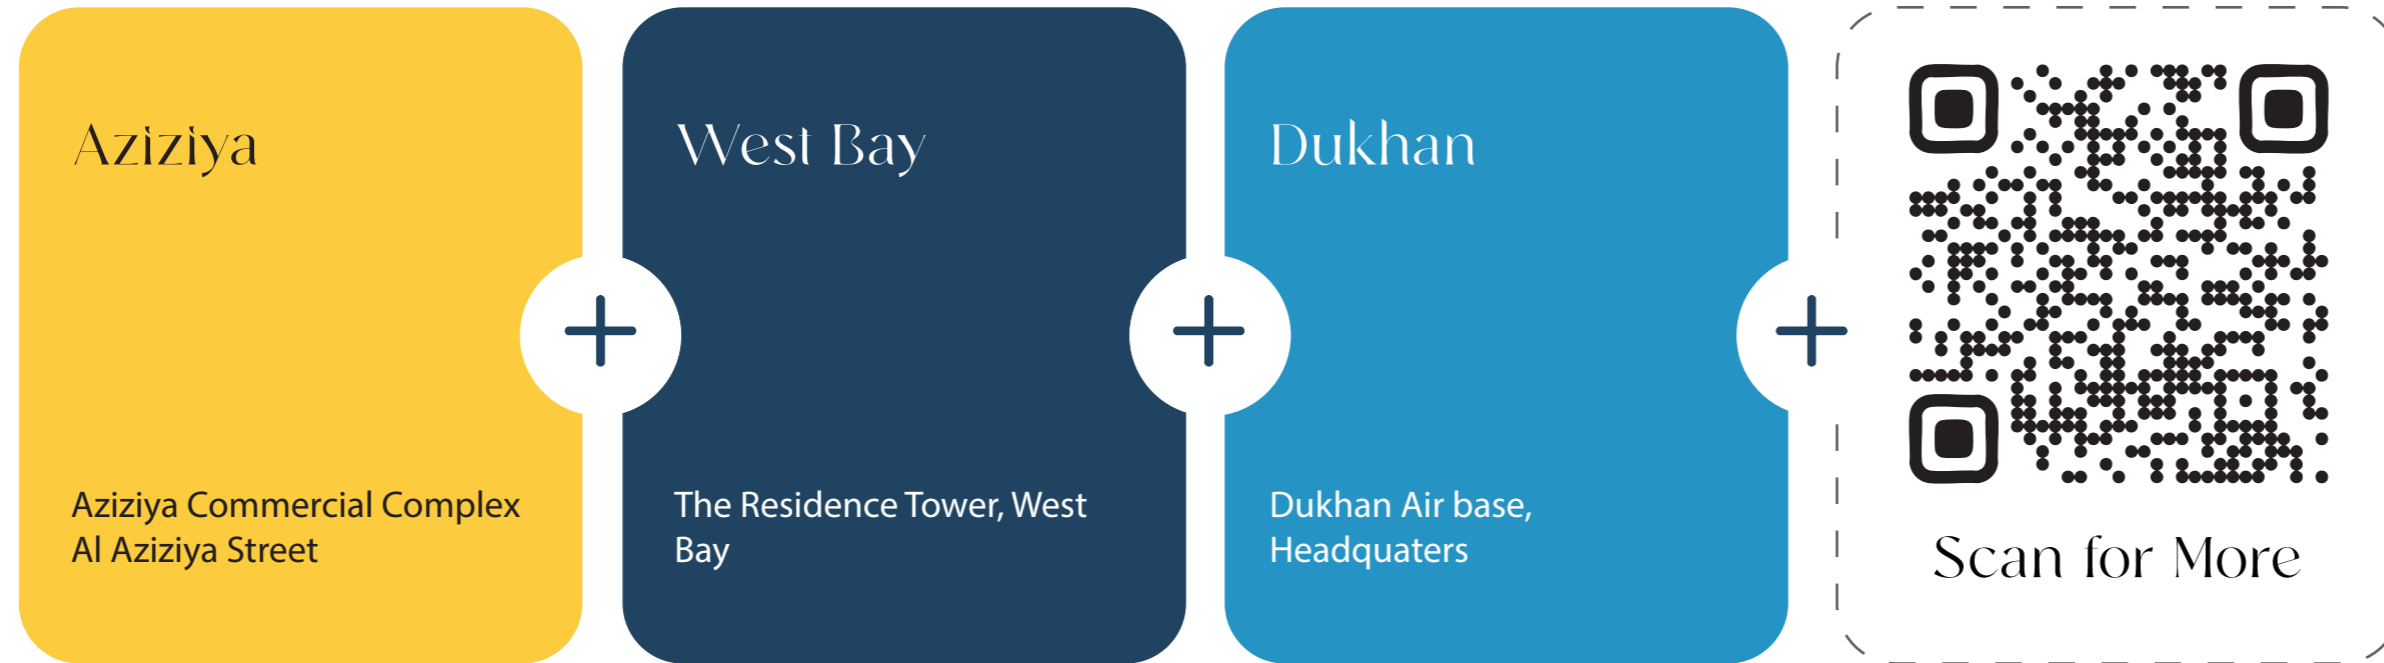 Aziziya
Aziziya Commercial Complex
Al Aziziya Street
West Bay
The Residence Tower, West
Bay
Dukhan
Dukhan Air base,
Headquaters
Scan for More